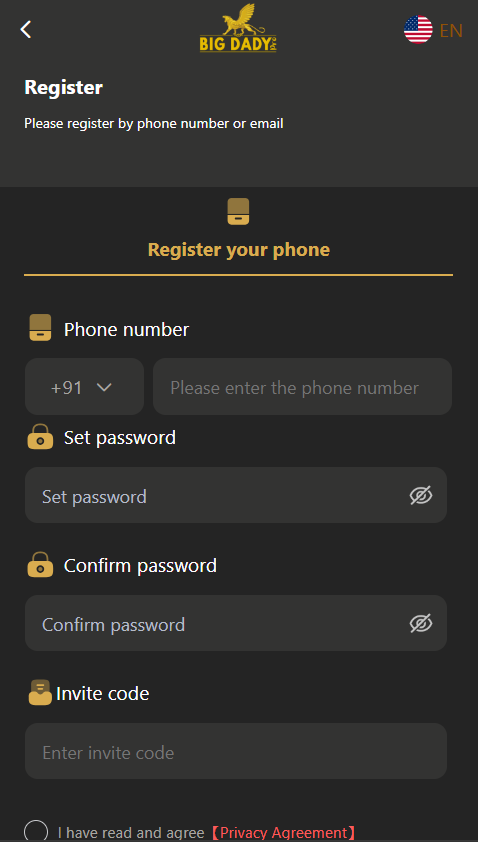 BIG DADY Pro
EN
Register
Please register by phone number or email
Register your phone
Phone number
+91
Please enter the phone number
Set password
Set password
Confirm password
Confirm password
Invite code
Enter invite code
I have read and agree【Privacy Agreement】